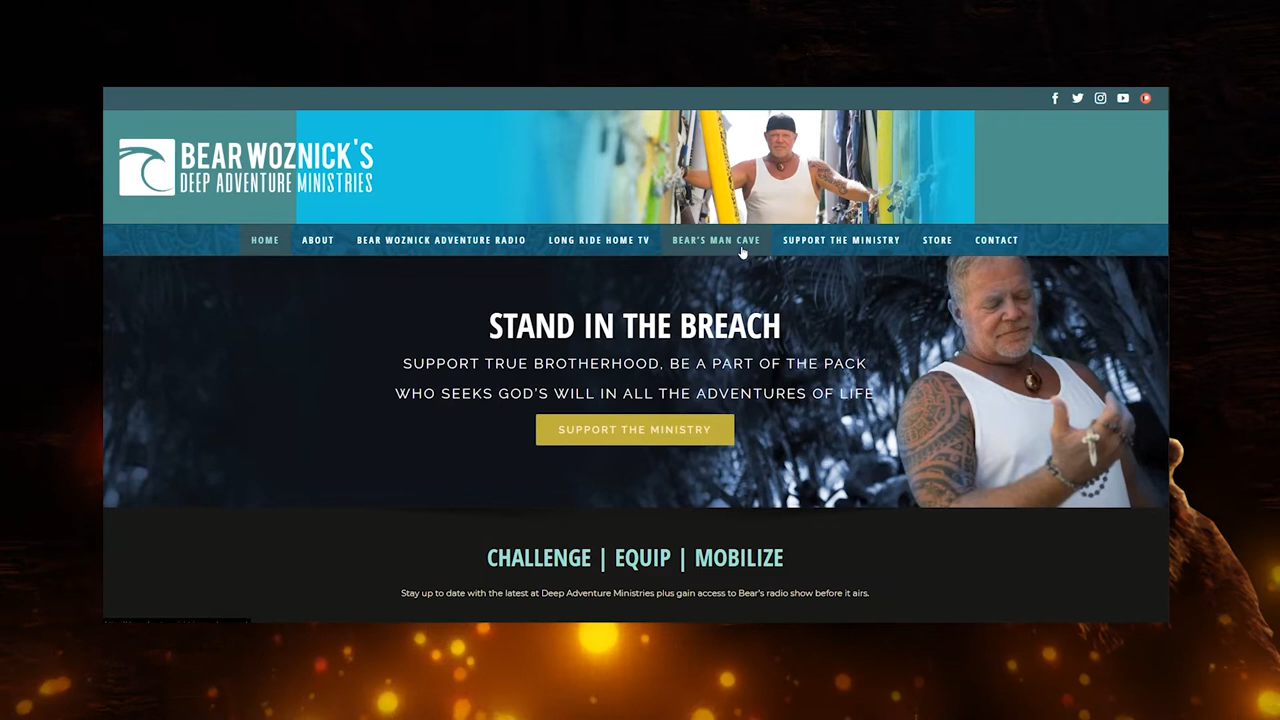 BEAR WOZNICK'S
DEEP ADVENTURE MINISTRIES
HOME ABOUT BEAR WOZNICK ADVENTURE RADIO LONG RIDE HOME TV BEAR'S MAN CAVE SUPPORT THE MINISTRY STORE CONTACT
STAND IN THE BREACH
SUPPORT TRUE BROTHERHOOD, BE A PART OF THE PACK
WHO SEEKS GOD'S WILL IN ALL THE ADVENTURES OF LIFE
SUPPORT THE MINISTRY
CHALLENGE | EQUIP | MOBILIZE
Stay up to date with the latest at Deep Adventure Ministries plus gain access to Bear's radio show before it airs.